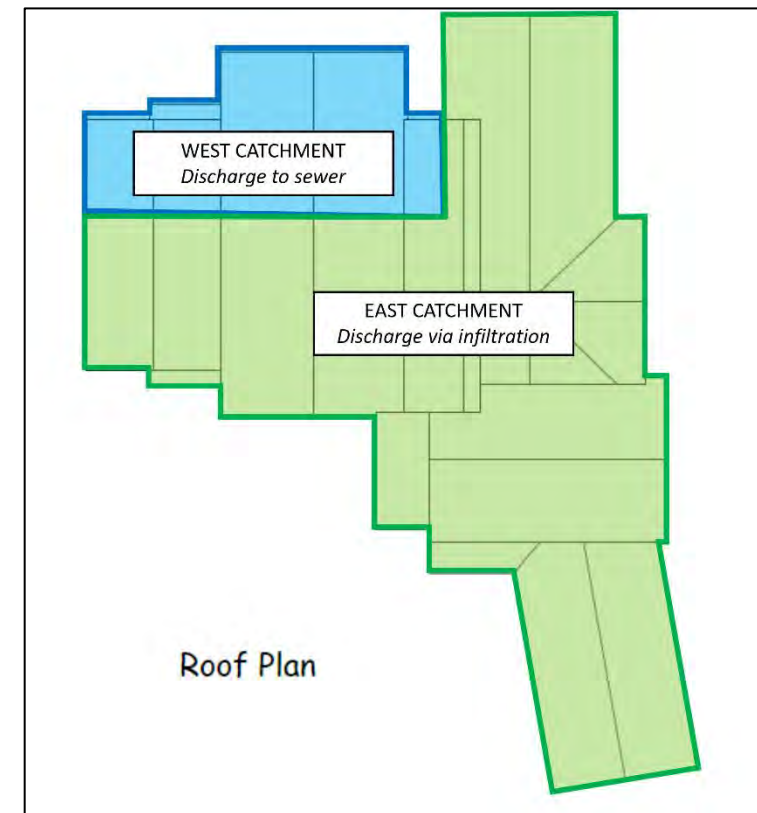 WEST CATCHMENT
Discharge to sewer
EAST CATCHMENT
Discharge via infiltration
Roof Plan